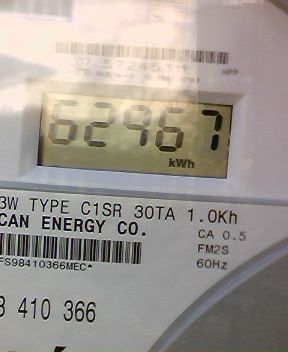 62967
kWh
3W TYPE C1SR 30TA 1.0Kh
CAN ENERGY CO.
CA 0.5
FM2S
60Hz
FS98410366MEC*
8 410 366